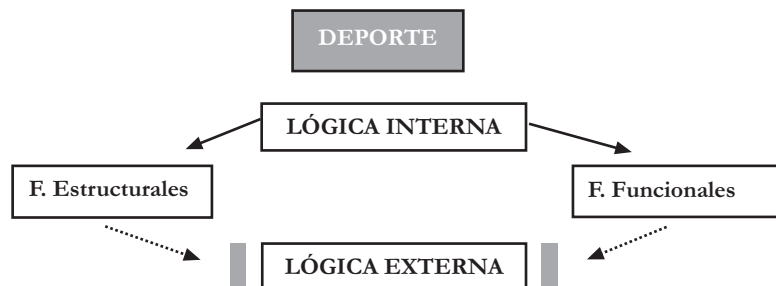 DEPORTE
LÓGICA INTERNA
F. Estructurales
F. Funcionales
LÓGICA EXTERNA